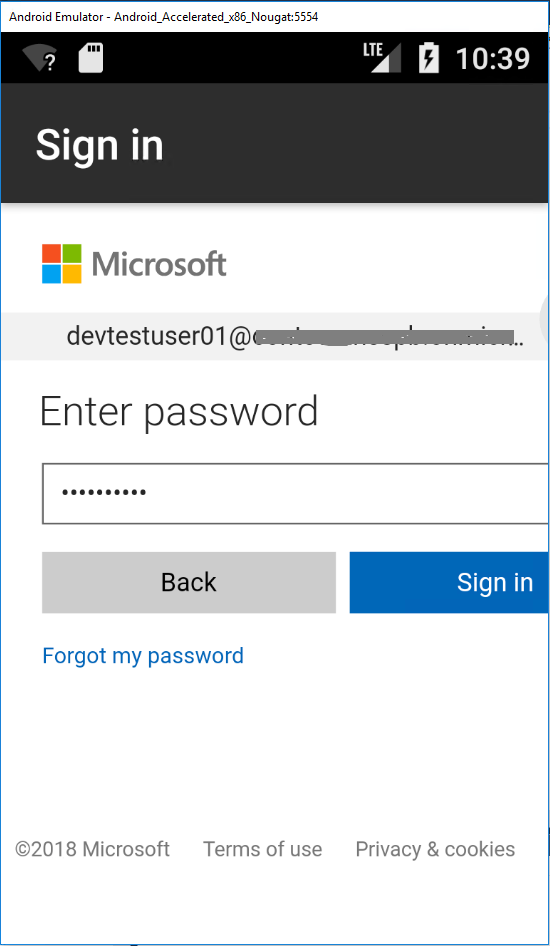 Android Emulator - Android_Accelerated_x86_Nougat:5554
LTE 10:39
Sign in
Microsoft
devtestuser01@
Enter password
••••••••••
Back Sign in
Forgot my password
©2018 Microsoft Terms of use Privacy & cookies